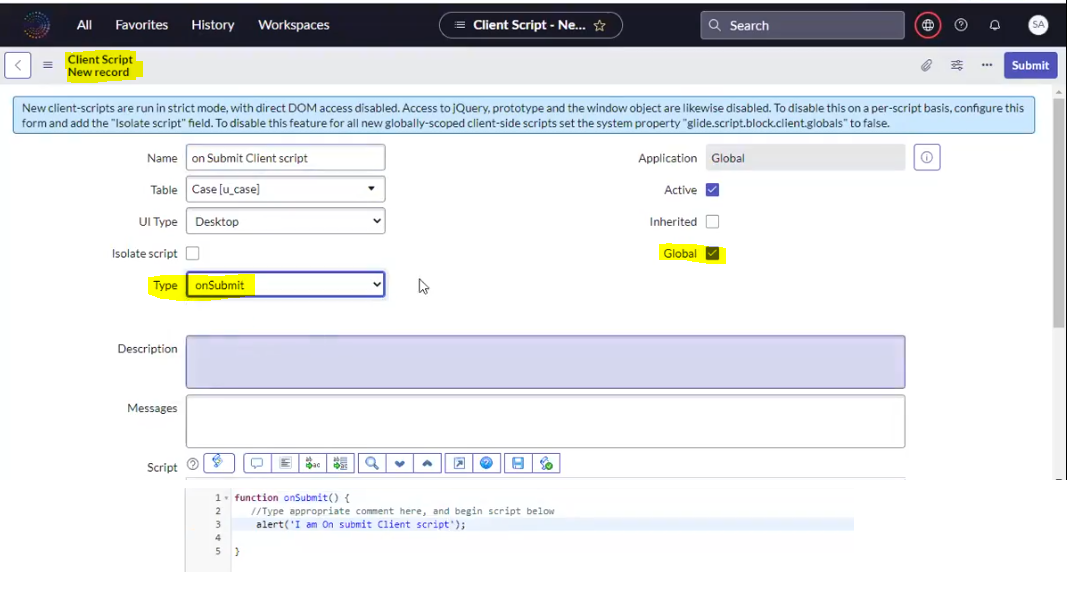 All Favorites History Workspaces Client Script - Ne... Search SA
Client Script
New record
Submit
New client-scripts are run in strict mode, with direct DOM access disabled. Access to jQuery, prototype and the window object are likewise disabled. To disable this on a per-script basis, configure this
form and add the "Isolate script" field. To disable this feature for all new globally-scoped client-side scripts set the system property "glide.script.block.client.globals" to false.
Name on Submit Client script Application Global
Table Case [u_case] Active
UI Type Desktop Inherited
Isolate script Global
Type onSubmit
Description
Messages
Script
1 function onSubmit() {
2 //Type appropriate comment here, and begin script below
3 alert('I am On submit Client script');
4
5 }